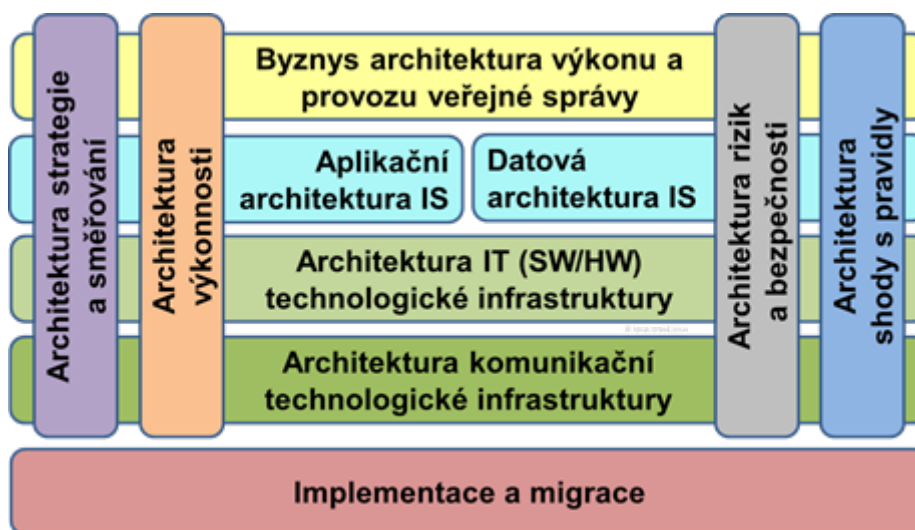 Architektura strategie
a směřování
Architektura
výkonnosti
Byznys architektura výkonu a
provozu veřejné správy
Aplikační
architektura IS
Datová
architektura IS
Architektura IT (SW/HW)
technologické infrastruktury
Architektura komunikační
technologické infrastruktury
Architektura rizik
a bezpečnosti
Architektura
shody s pravidly
Implementace a migrace